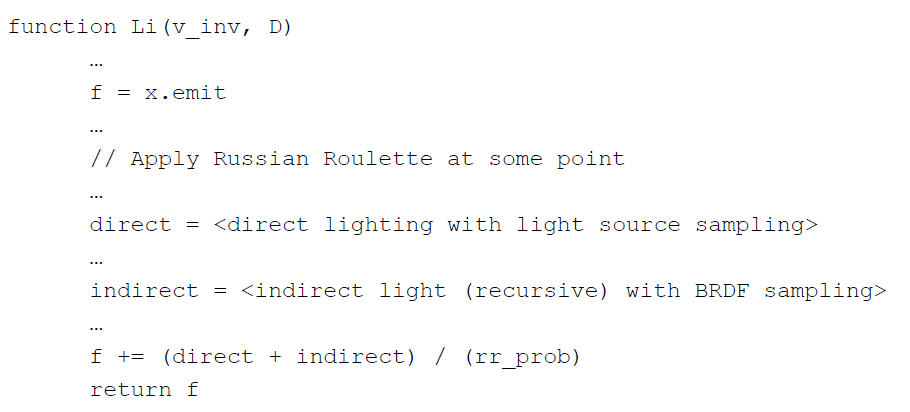 function Li(v_inv, D)
…
f = x.emit
…
// Apply Russian Roulette at some point
…
direct = <direct lighting with light source sampling>
…
indirect = <indirect light (recursive) with BRDF sampling>
…
f += (direct + indirect) / (rr_prob)
return f